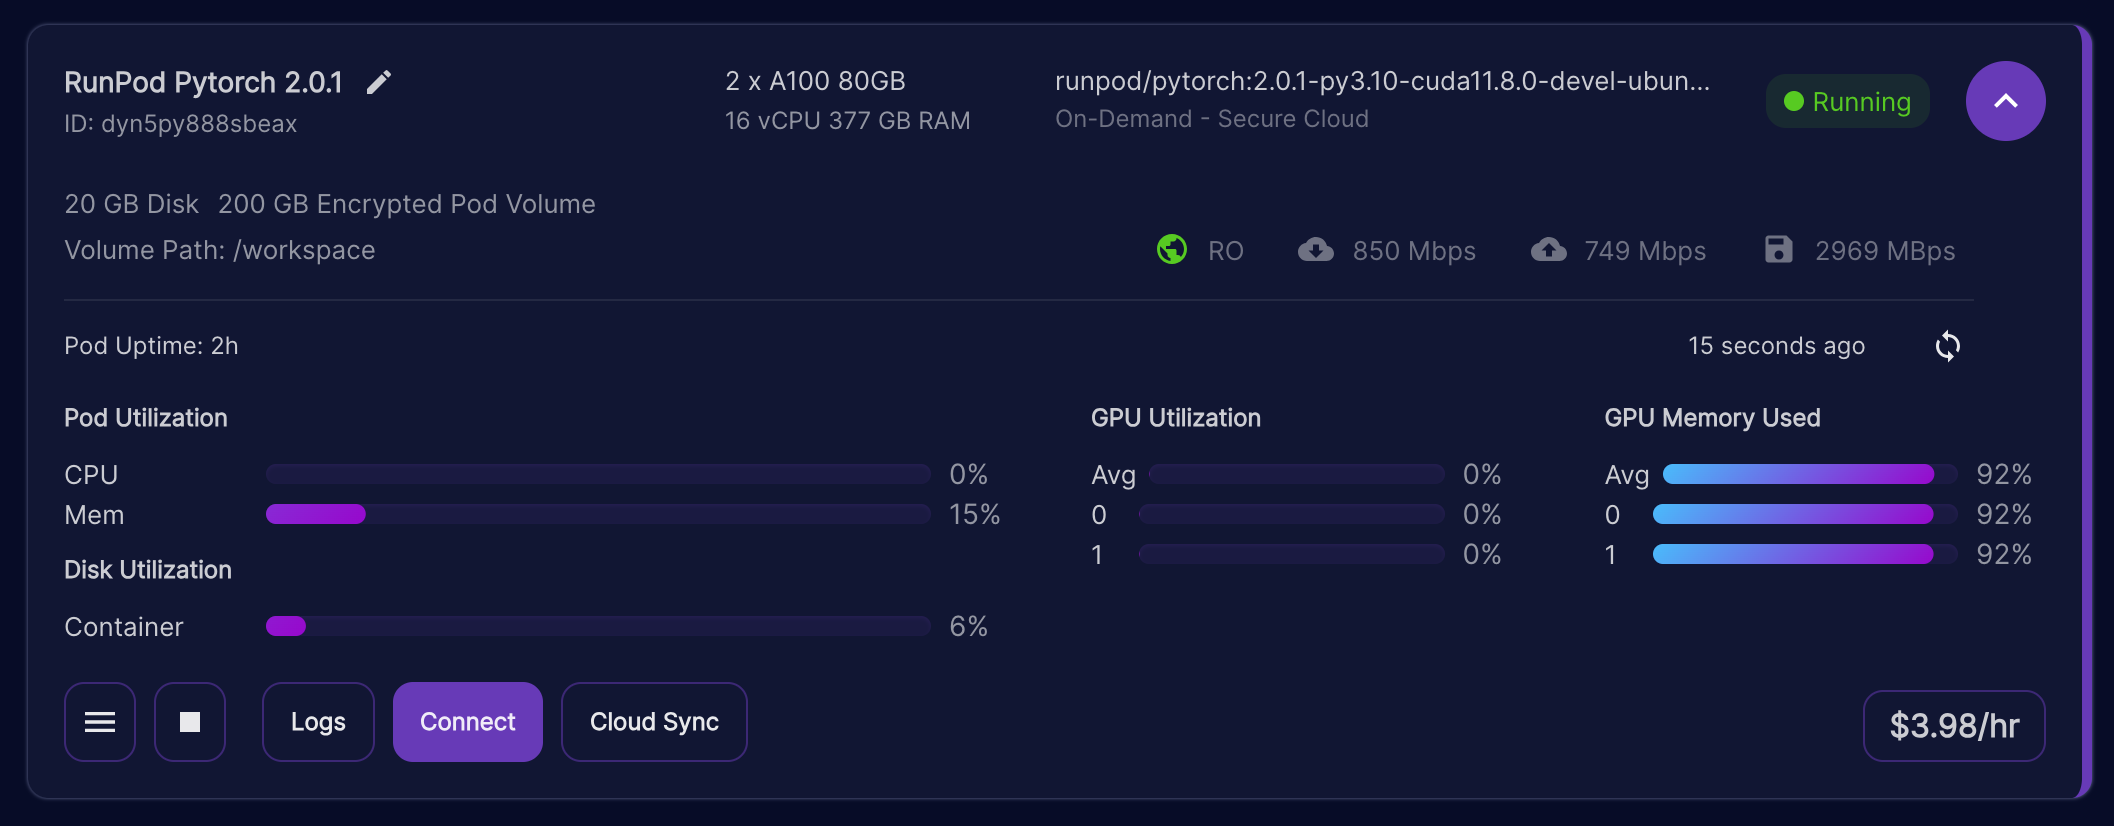 RunPod Pytorch 2.0.1
ID: dyn5py888sbeax
2 x A100 80GB
16 vCPU 377 GB RAM
runpod/pytorch:2.0.1-py3.10-cuda11.8.0-devel-ubun...
On-Demand - Secure Cloud
Running
20 GB Disk 200 GB Encrypted Pod Volume
Volume Path: /workspace
RO 850 Mbps 749 Mbps 2969 MBps
Pod Uptime: 2h
15 seconds ago
Pod Utilization
CPU 0%
Mem 15%
Disk Utilization
Container 6%
GPU Utilization
Avg 0%
0 0%
1 0%
GPU Memory Used
Avg 92%
0 92%
1 92%
Logs
Connect
Cloud Sync
$3.98/hr